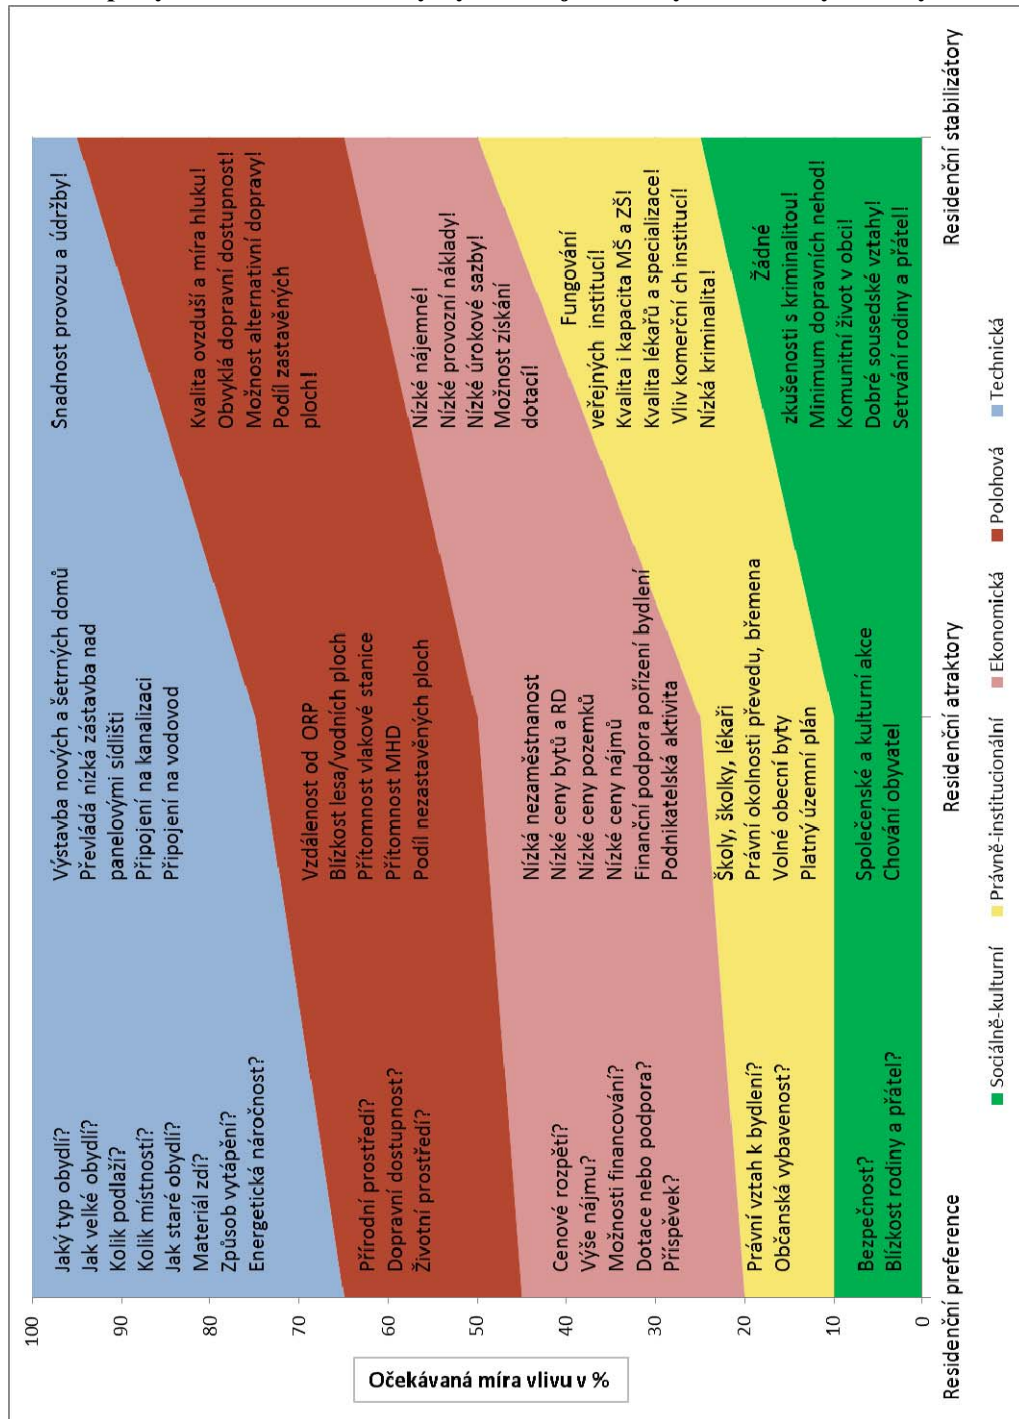 Očekávaná míra vlivu v %
100
90
80
70
60
50
40
30
20
10
0
Jaký typ obydlí?
Jak velké obydlí?
Kolik podlaží?
Kolik místností?
Jak staré obydlí?
Materiál zdí?
Způsob vytápění?
Energetická náročnost?
Přírodní prostředí?
Dopravní dostupnost?
Životní prostředí?
Cenové rozpětí?
Výše nájmu?
Možnosti financování?
Dotace nebo podpora?
Příspěvek?
Právní vztah k bydlení?
Občanská vybavenost?
Bezpečnost?
Blízkost rodiny a přátel?
Residenční preference
Výstavba nových a šetrných domů
Převládá nízká zástavba nad
panelovými sídlišti
Připojení na kanalizaci
Připojení na vodovod
Vzdálenost od ORP
Blízkost lesa/vodních ploch
Přítomnost vlakové stanice
Přítomnost MHD
Podíl nezastavěných ploch
Nízká nezaměstnanost
Nízké ceny bytů a RD
Nízké ceny pozemků
Nízké ceny nájmů
Finanční podpora pořízení bydlení
Podnikatelská aktivita
Školy, školky, lékaři
Právní okolnosti převedu, břemena
Volné obecní byty
Platný územní plán
Společenské a kulturní akce
Chování obyvatel
Residenční atraktory
Snadnost provozu a údržby!
Kvalita ovzduší a míra hluku!
Obvyklá dopravní dostupnost!
Možnost alternativní dopravy!
Podíl zastavěných
ploch!
Nízké nájemné!
Nízké provozní náklady!
Nízké úrokové sazby!
Možnost získání
dotací!
Fungování
veřejných institucí!
Kvalita i kapacita MŠ a ZŠ!
Kvalita lékařů a specializace!
Vliv komerční ch institucí!
Nízká kriminalita!
Žádné
zkušenosti s kriminalitou!
Minimum dopravních nehod!
Komunitní život v obci!
Dobré sousedské vztahy!
Setrvání rodiny a přátel!
Residenční stabilizátory
Sociálně-kulturní
Právně-institucionální
Ekonomická
Polohová
Technická